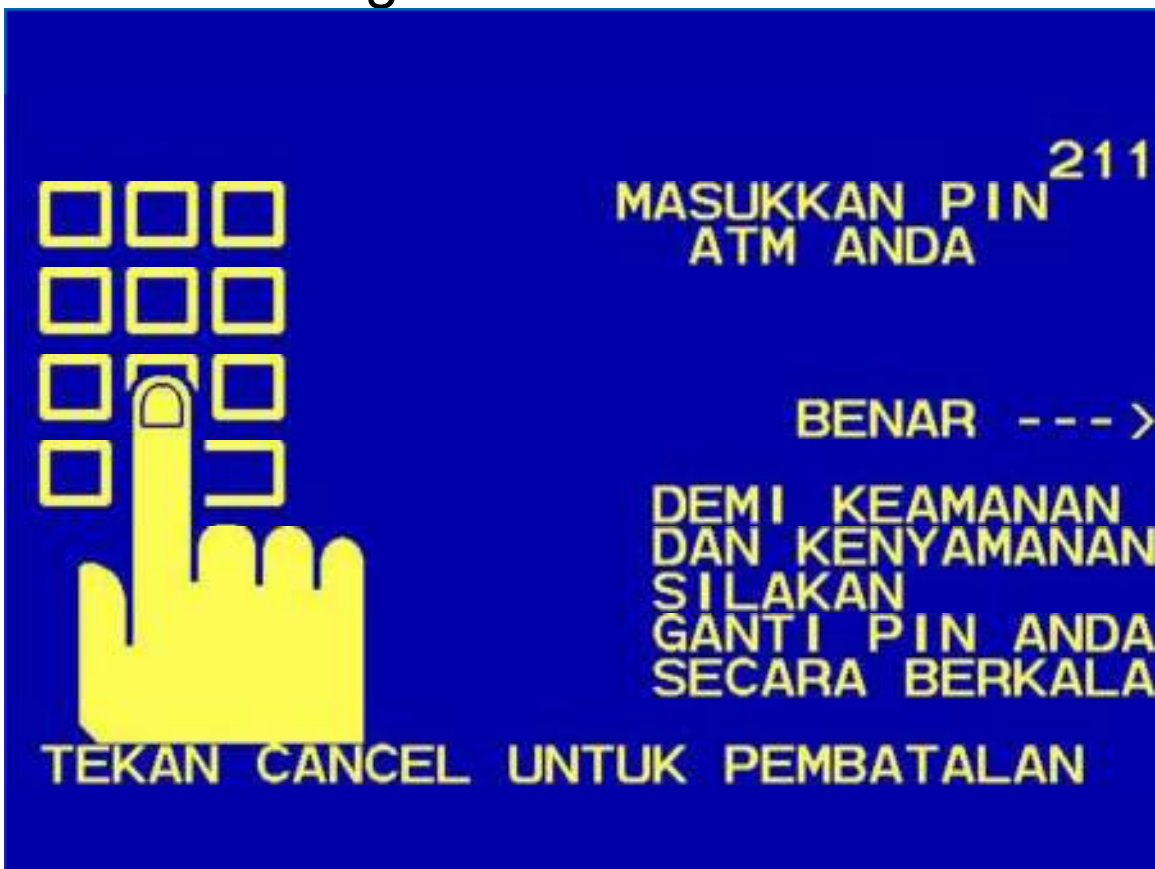 211
MASUKKAN PIN
ATM ANDA
BENAR --->
DEMI KEAMANAN
DAN KENYAMANAN
SILAKAN
GANTI PIN ANDA
SECARA BERKALA
TEKAN CANCEL UNTUK PEMBATALAN